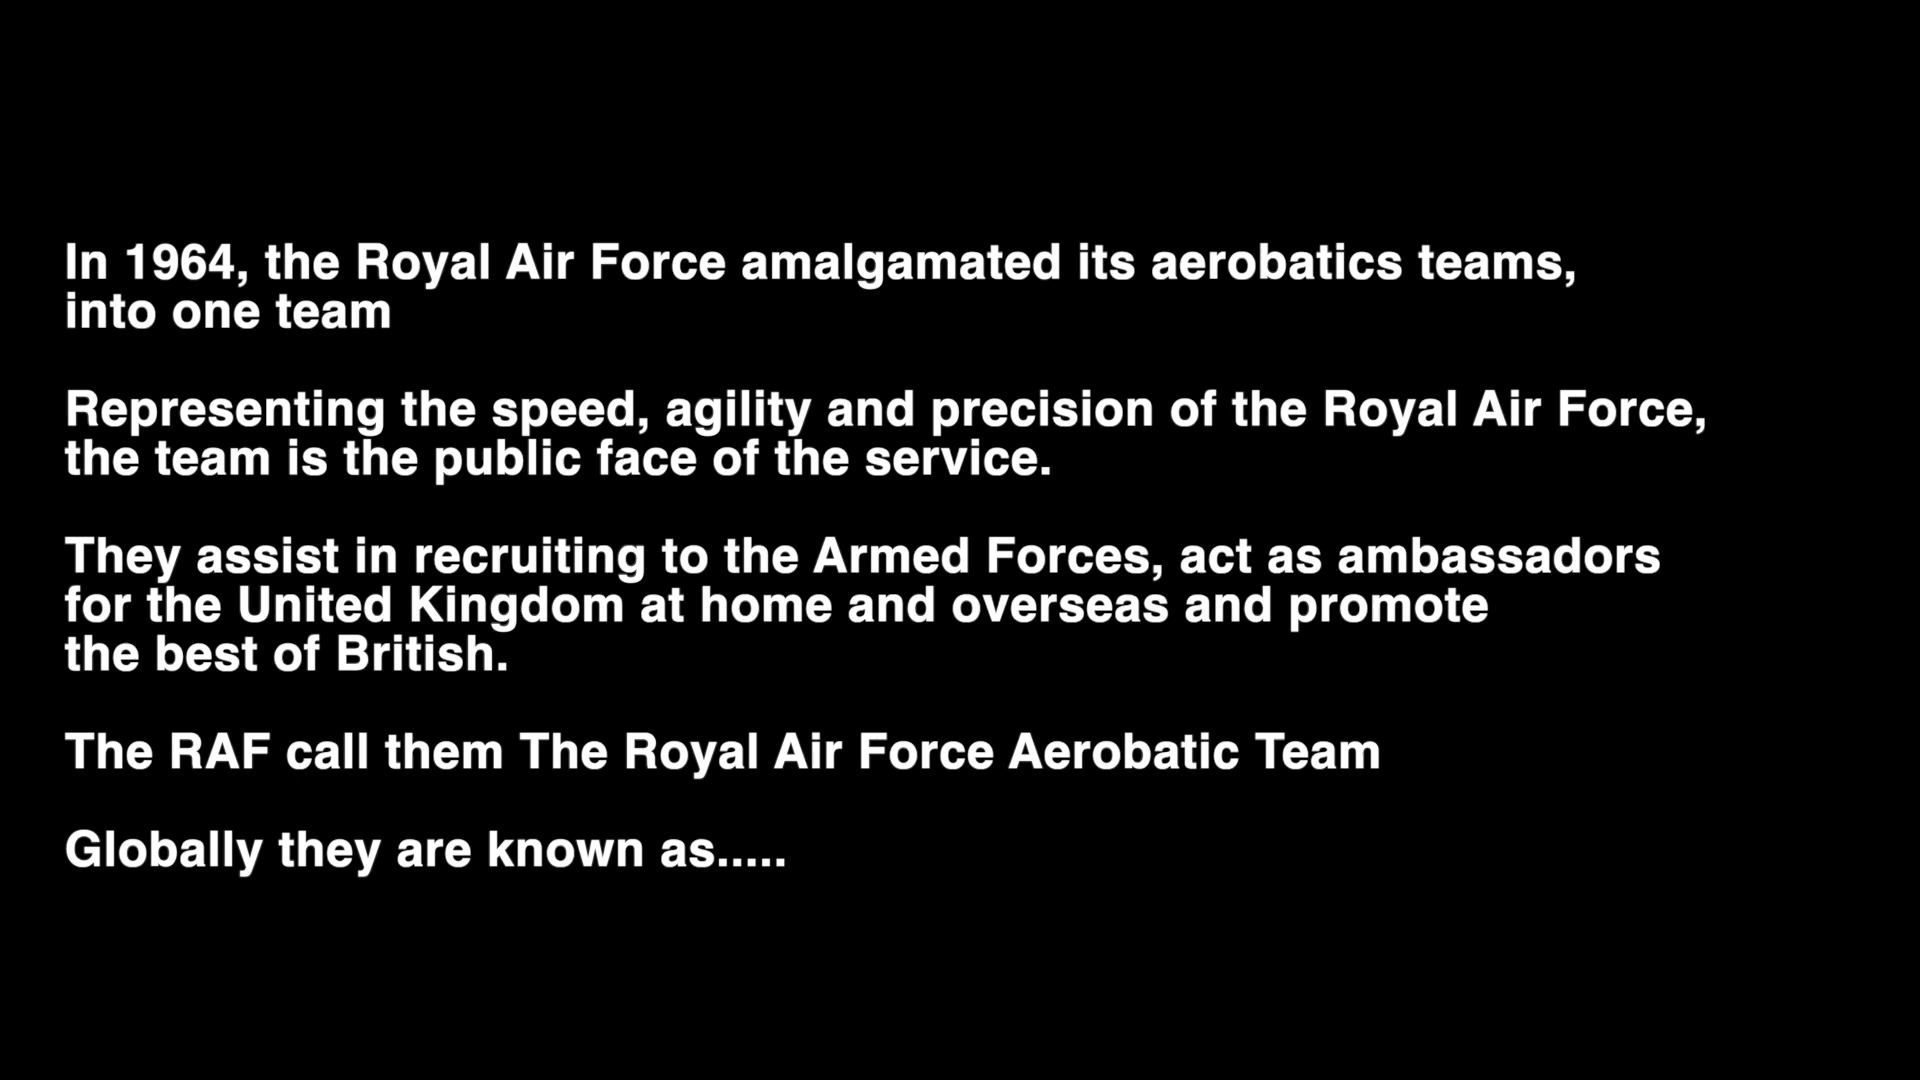 In 1964, the Royal Air Force amalgamated its aerobatics teams,
into one team
Representing the speed, agility and precision of the Royal Air Force,
the team is the public face of the service.
They assist in recruiting to the Armed Forces, act as ambassadors
for the United Kingdom at home and overseas and promote
the best of British.
The RAF call them The Royal Air Force Aerobatic Team
Globally they are known as.....